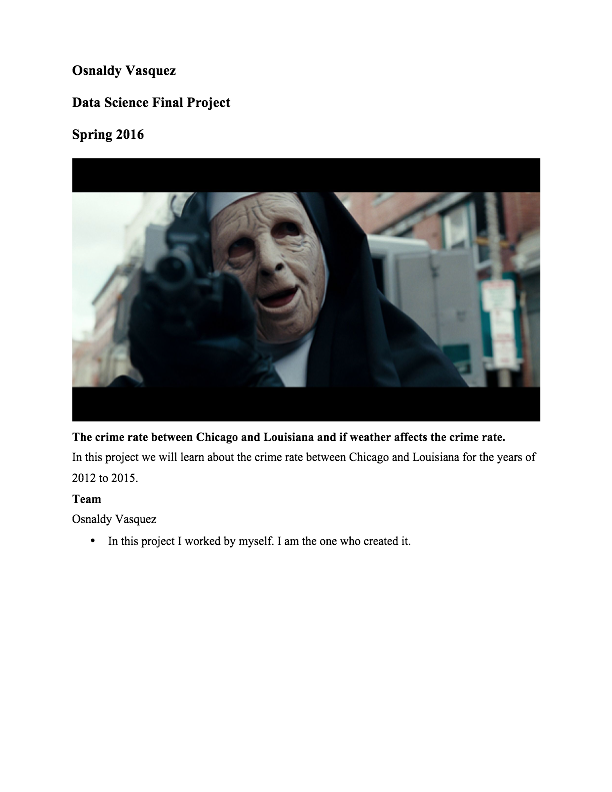 Osnaldy Vasquez
Data Science Final Project
Spring 2016
The crime rate between Chicago and Louisiana and if weather affects the crime rate.
In this project we will learn about the crime rate between Chicago and Louisiana for the years of
2012 to 2015.
Team
Osnaldy Vasquez
• In this project I worked by myself. I am the one who created it.